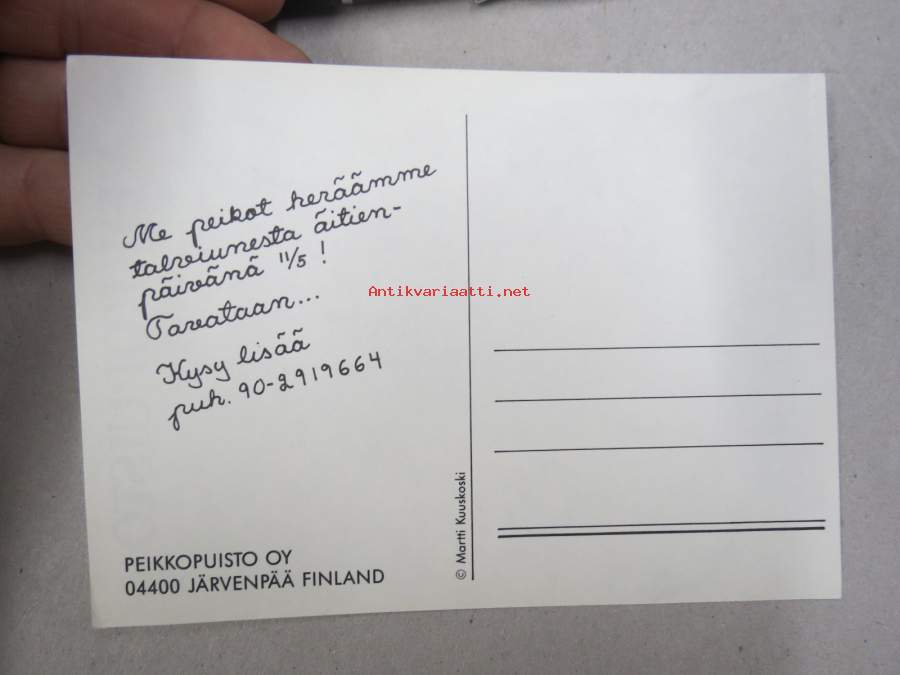 Me peikot heräämme
talviunesta äitien-
päivänä 11/5 !
Tavataan...
Kysy lisää
puh. 90-2919664
PEIKKOPUISTO OY
04400 JÄRVENPÄÄ FINLAND
© Martti Kuuskoski
Antikvariaatti.net